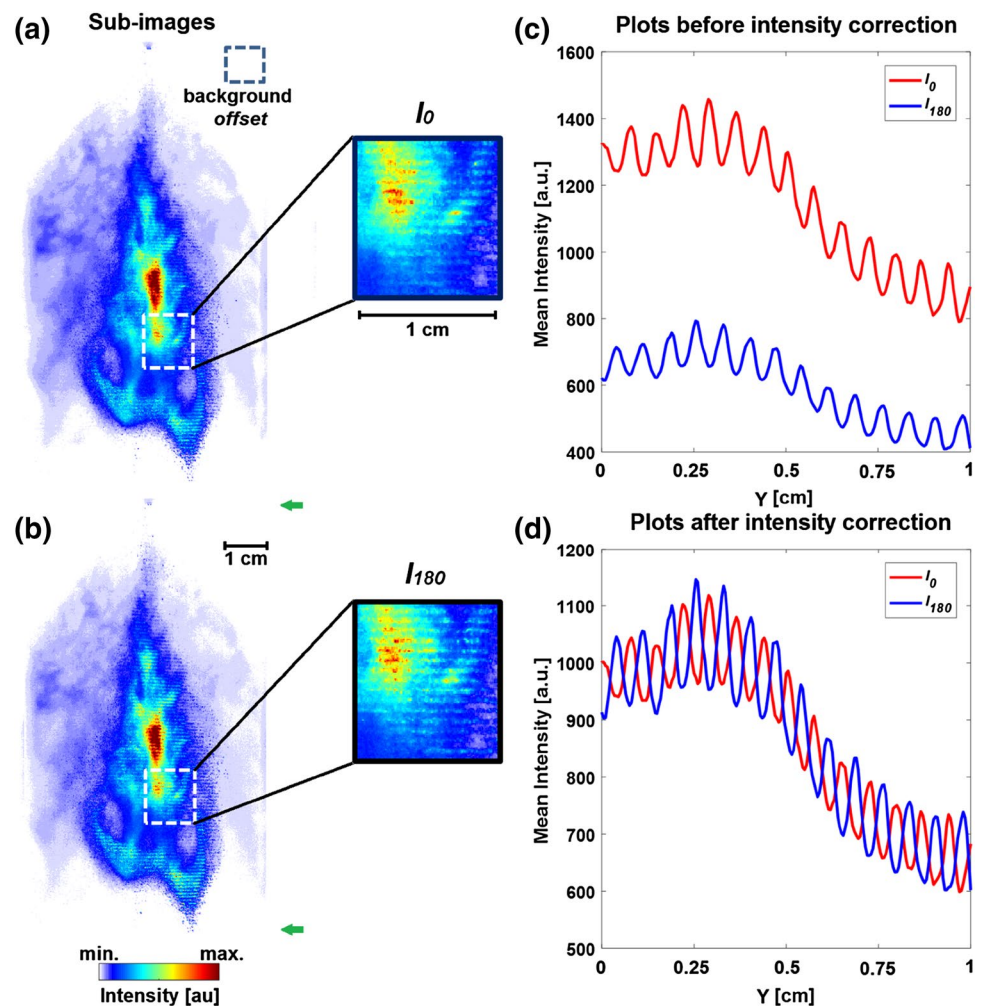 (a)
Sub-images
background
offset
I0
1 cm
(b)
1 cm
I180
min.
max.
Intensity [au]
(c)
Plots before intensity correction
1600
1400
1200
1000
800
600
400
Mean Intensity [a.u.]
I0
I180
0
0.25
0.5
0.75
1
Y [cm]
(d)
Plots after intensity correction
1200
1100
1000
900
800
700
600
500
Mean Intensity [a.u.]
I0
I180
0
0.25
0.5
0.75
1
Y [cm]